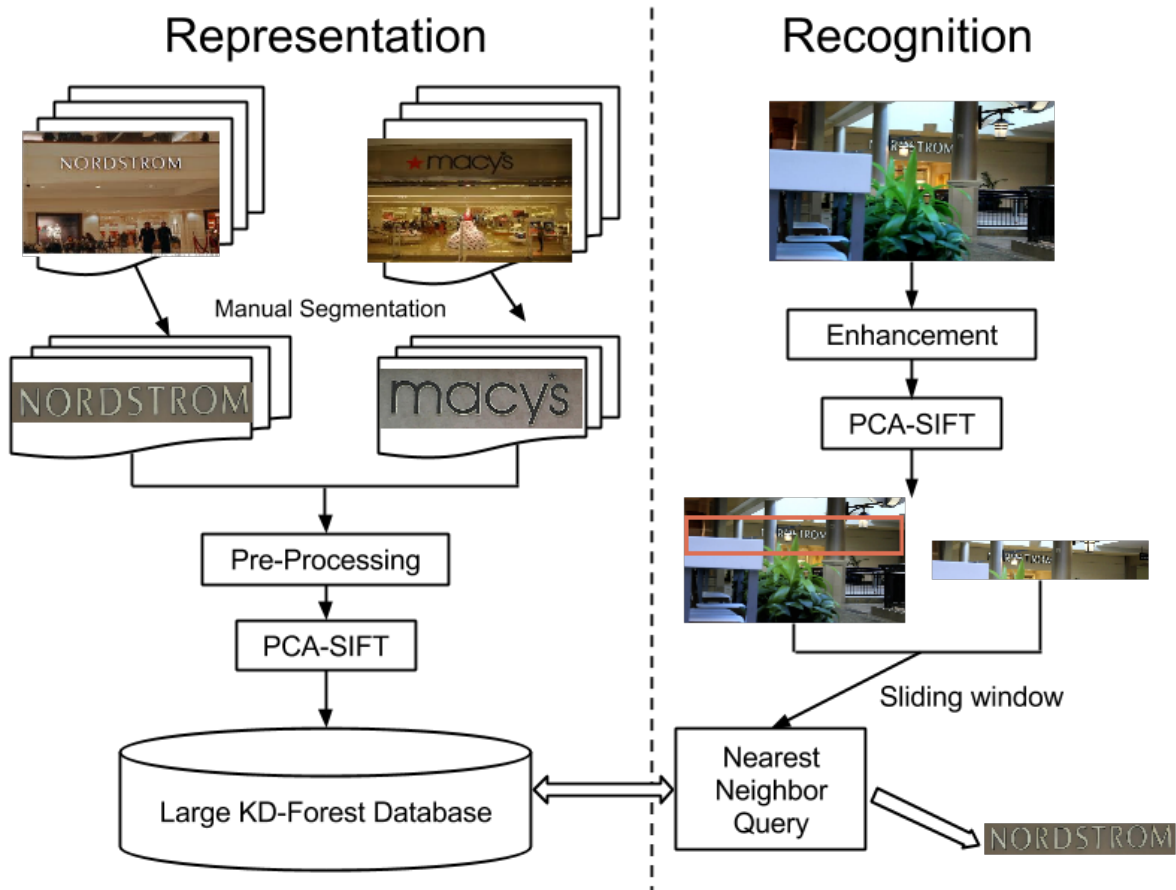 Representation
Recognition
NORDSTROM
macy's
Manual Segmentation
NORDSTROM
macy's
Pre-Processing
PCA-SIFT
Large KD-Forest Database
Enhancement
PCA-SIFT
Sliding window
Nearest
Neighbor
Query
NORDSTROM